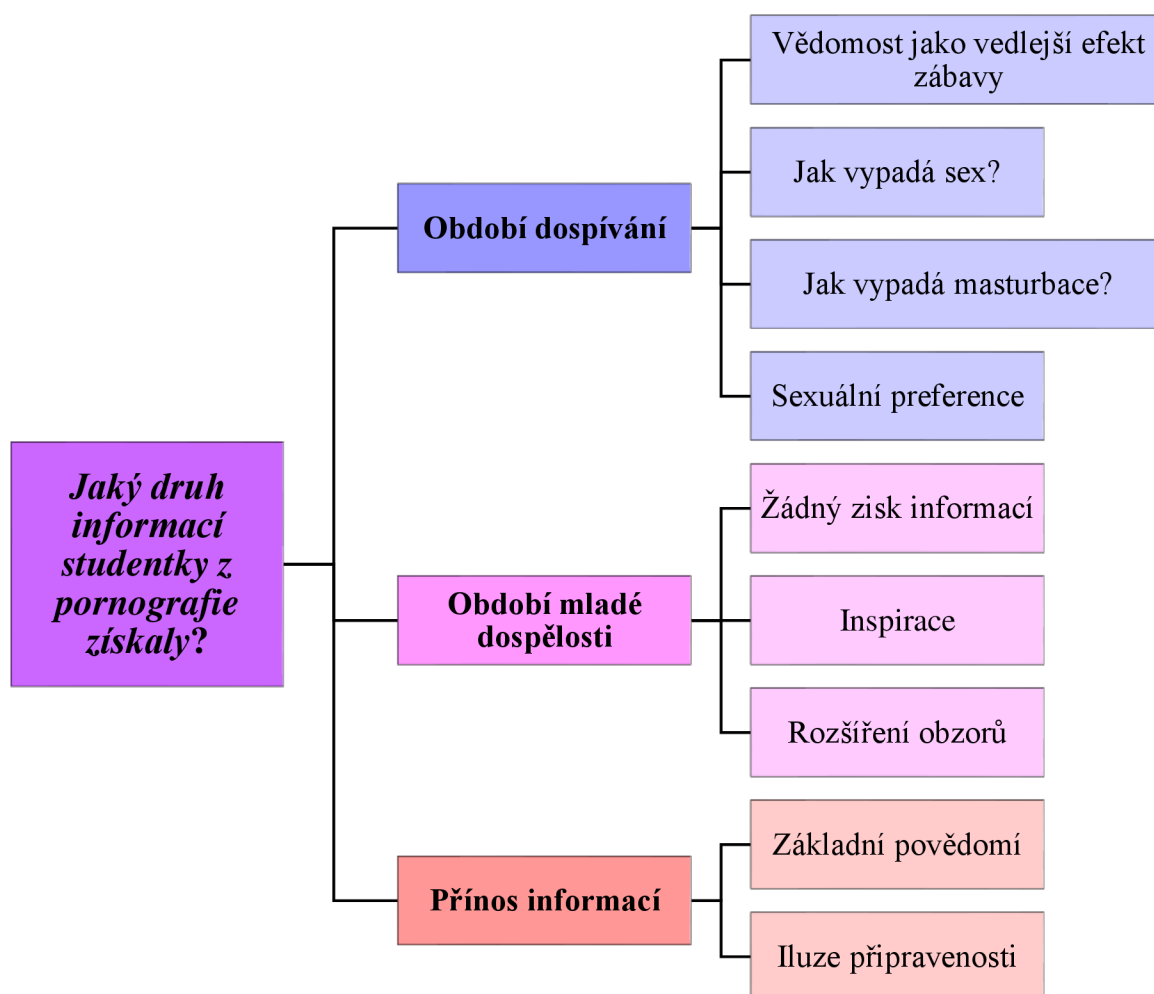 Jaký druh
informací
studentky z
pornografie
získaly?
Období dospívání
Vědomost jako vedlejší efekt
zábavy
Jak vypadá sex?
Jak vypadá masturbace?
Sexuální preference
Období mladé
dospělosti
Žádný zisk informací
Inspirace
Rozšíření obzorů
Přínos informací
Základní povědomí
Iluze připravenosti